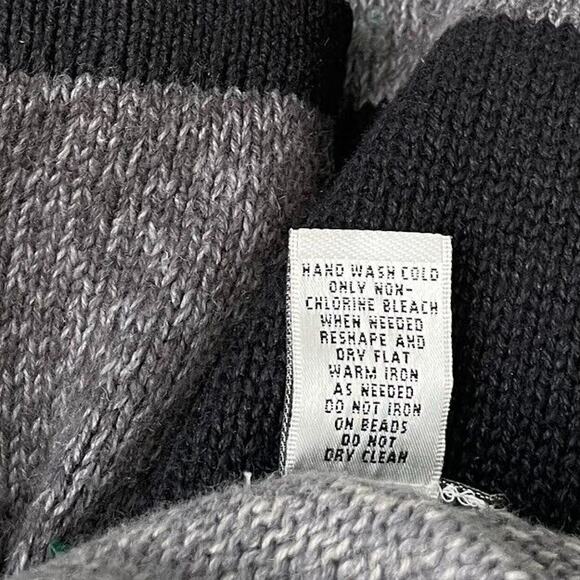 HAND WASH COLD
ONLY NON-
CHLORINE BLEACH
WHEN NEEDED
RESHAPE AND
DRY FLAT
WARM IRON
AS NEEDED
DO NOT IRON
ON BEADS
DO NOT
DRY CLEAN